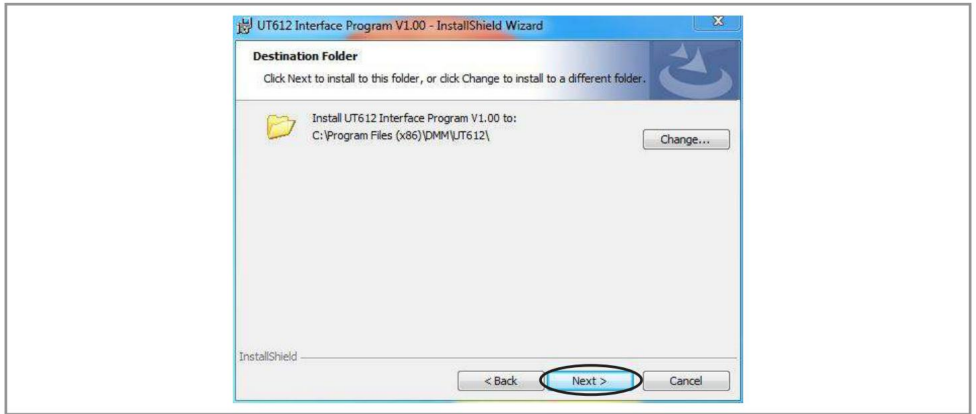 UT612 Interface Program V1.00 - InstallShield Wizard
Destination Folder
Click Next to install to this folder, or click Change to install to a different folder.
Install UT612 Interface Program V1.00 to:
C:\Program Files (x86)\DMM\UT612\
Change...
InstallShield
< Back
Next >
Cancel